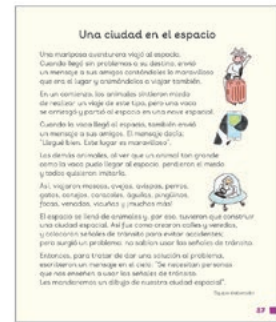 Una ciudad en el espacio
Una mariposa aventurera viajó al espacio.
Cuando llegó sin problemas a su destino, envió
un mensaje a sus amigos contándoles lo maravilloso
que era el lugar y animándolos a viajar también.
En un comienzo, los animales sintieron miedo
de realizar un viaje de este tipo, pero una vaca
se arriesgó y partió al espacio en una nave espacial.
Cuando la vaca llegó al espacio, también envió
un mensaje a sus amigos. El mensaje decía:
"Llegué bien. Este lugar es maravilloso".
Los demás animales, al ver que un animal tan grande
como la vaca pudo llegar al espacio, perdieron el miedo
y todos quisieron imitarla.
Así, viajaron moscas, ovejas, avispas, perros,
gatos, conejos, caracoles, águilas, pingüinos,
focas, venados, vicuñas y ¡muchos más!
El espacio se llenó de animales y, por eso, tuvieron que construir
una ciudad espacial. Así fue como crearon calles y veredas,
y colocaron señales de tránsito para evitar accidentes;
pero surgió un problema: no sabían usar las señales de tránsito.
Entonces, para tratar de dar una solución al problema,
escribieron un mensaje en el cielo: "Se necesitan personas
que nos enseñen a usar las señales de tránsito.
Les mandaremos un dibujo de nuestra ciudad espacial".
Equipo elaborador
37